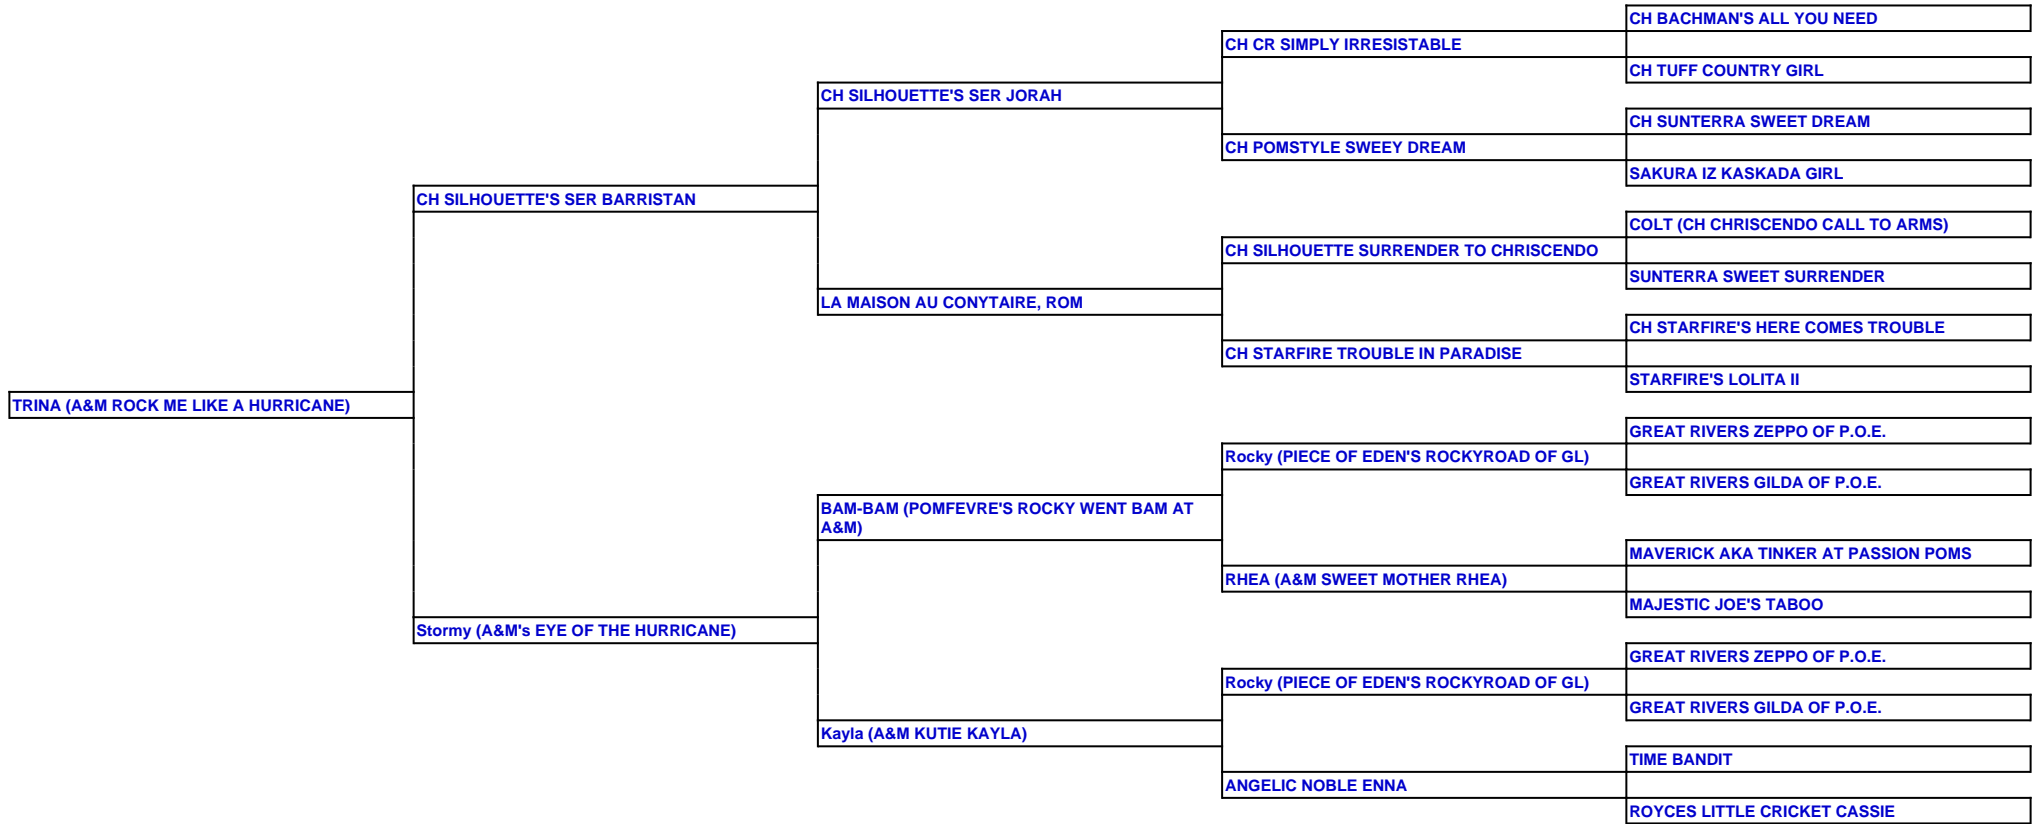 CH BACHMAN'S ALL YOU NEED
CH CR SIMPLY IRRESISTABLE
CH TUFF COUNTRY GIRL
CH SILHOUETTE'S SER JORAH
CH SUNTERRA SWEET DREAM
CH POMSTYLE SWEEY DREAM
SAKURA IZ KASKADA GIRL
CH SILHOUETTE'S SER BARRISTAN
COLT (CH CHRISCENDO CALL TO ARMS)
CH SILHOUETTE SURRENDER TO CHRISCENDO
SUNTERRA SWEET SURRENDER
LA MAISON AU CONYTAIRE, ROM
CH STARFIRE'S HERE COMES TROUBLE
CH STARFIRE TROUBLE IN PARADISE
STARFIRE'S LOLITA II
TRINA (A&M ROCK ME LIKE A HURRICANE)
GREAT RIVERS ZEPPO OF P.O.E.
Rocky (PIECE OF EDEN'S ROCKYROAD OF GL)
GREAT RIVERS GILDA OF P.O.E.
BAM-BAM (POMFEVRE'S ROCKY WENT BAM AT
A&M)
MAVERICK AKA TINKER AT PASSION POMS
RHEA (A&M SWEET MOTHER RHEA)
MAJESTIC JOE'S TABOO
Stormy (A&M's EYE OF THE HURRICANE)
GREAT RIVERS ZEPPO OF P.O.E.
Rocky (PIECE OF EDEN'S ROCKYROAD OF GL)
GREAT RIVERS GILDA OF P.O.E.
Kayla (A&M KUTIE KAYLA)
TIME BANDIT
ANGELIC NOBLE ENNA
ROYCES LITTLE CRICKET CASSIE